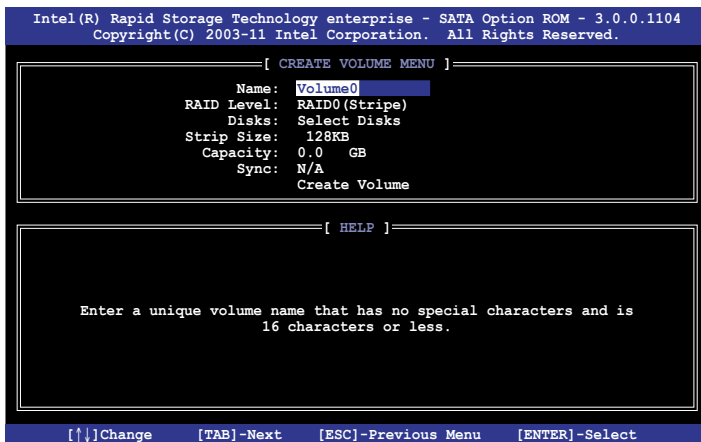 Intel(R) Rapid Storage Technology enterprise - SATA Option ROM - 3.0.0.1104
Copyright(C) 2003-11 Intel Corporation. All Rights Reserved.
[ CREATE VOLUME MENU ]
Name: Volume0
RAID Level: RAID0(Stripe)
Disks: Select Disks
Strip Size: 128KB
Capacity: 0.0 GB
Sync: N/A
Create Volume
[ HELP ]
Enter a unique volume name that has no special characters and is
16 characters or less.
[↑↓]Change [TAB]-Next [ESC]-Previous Menu [ENTER]-Select